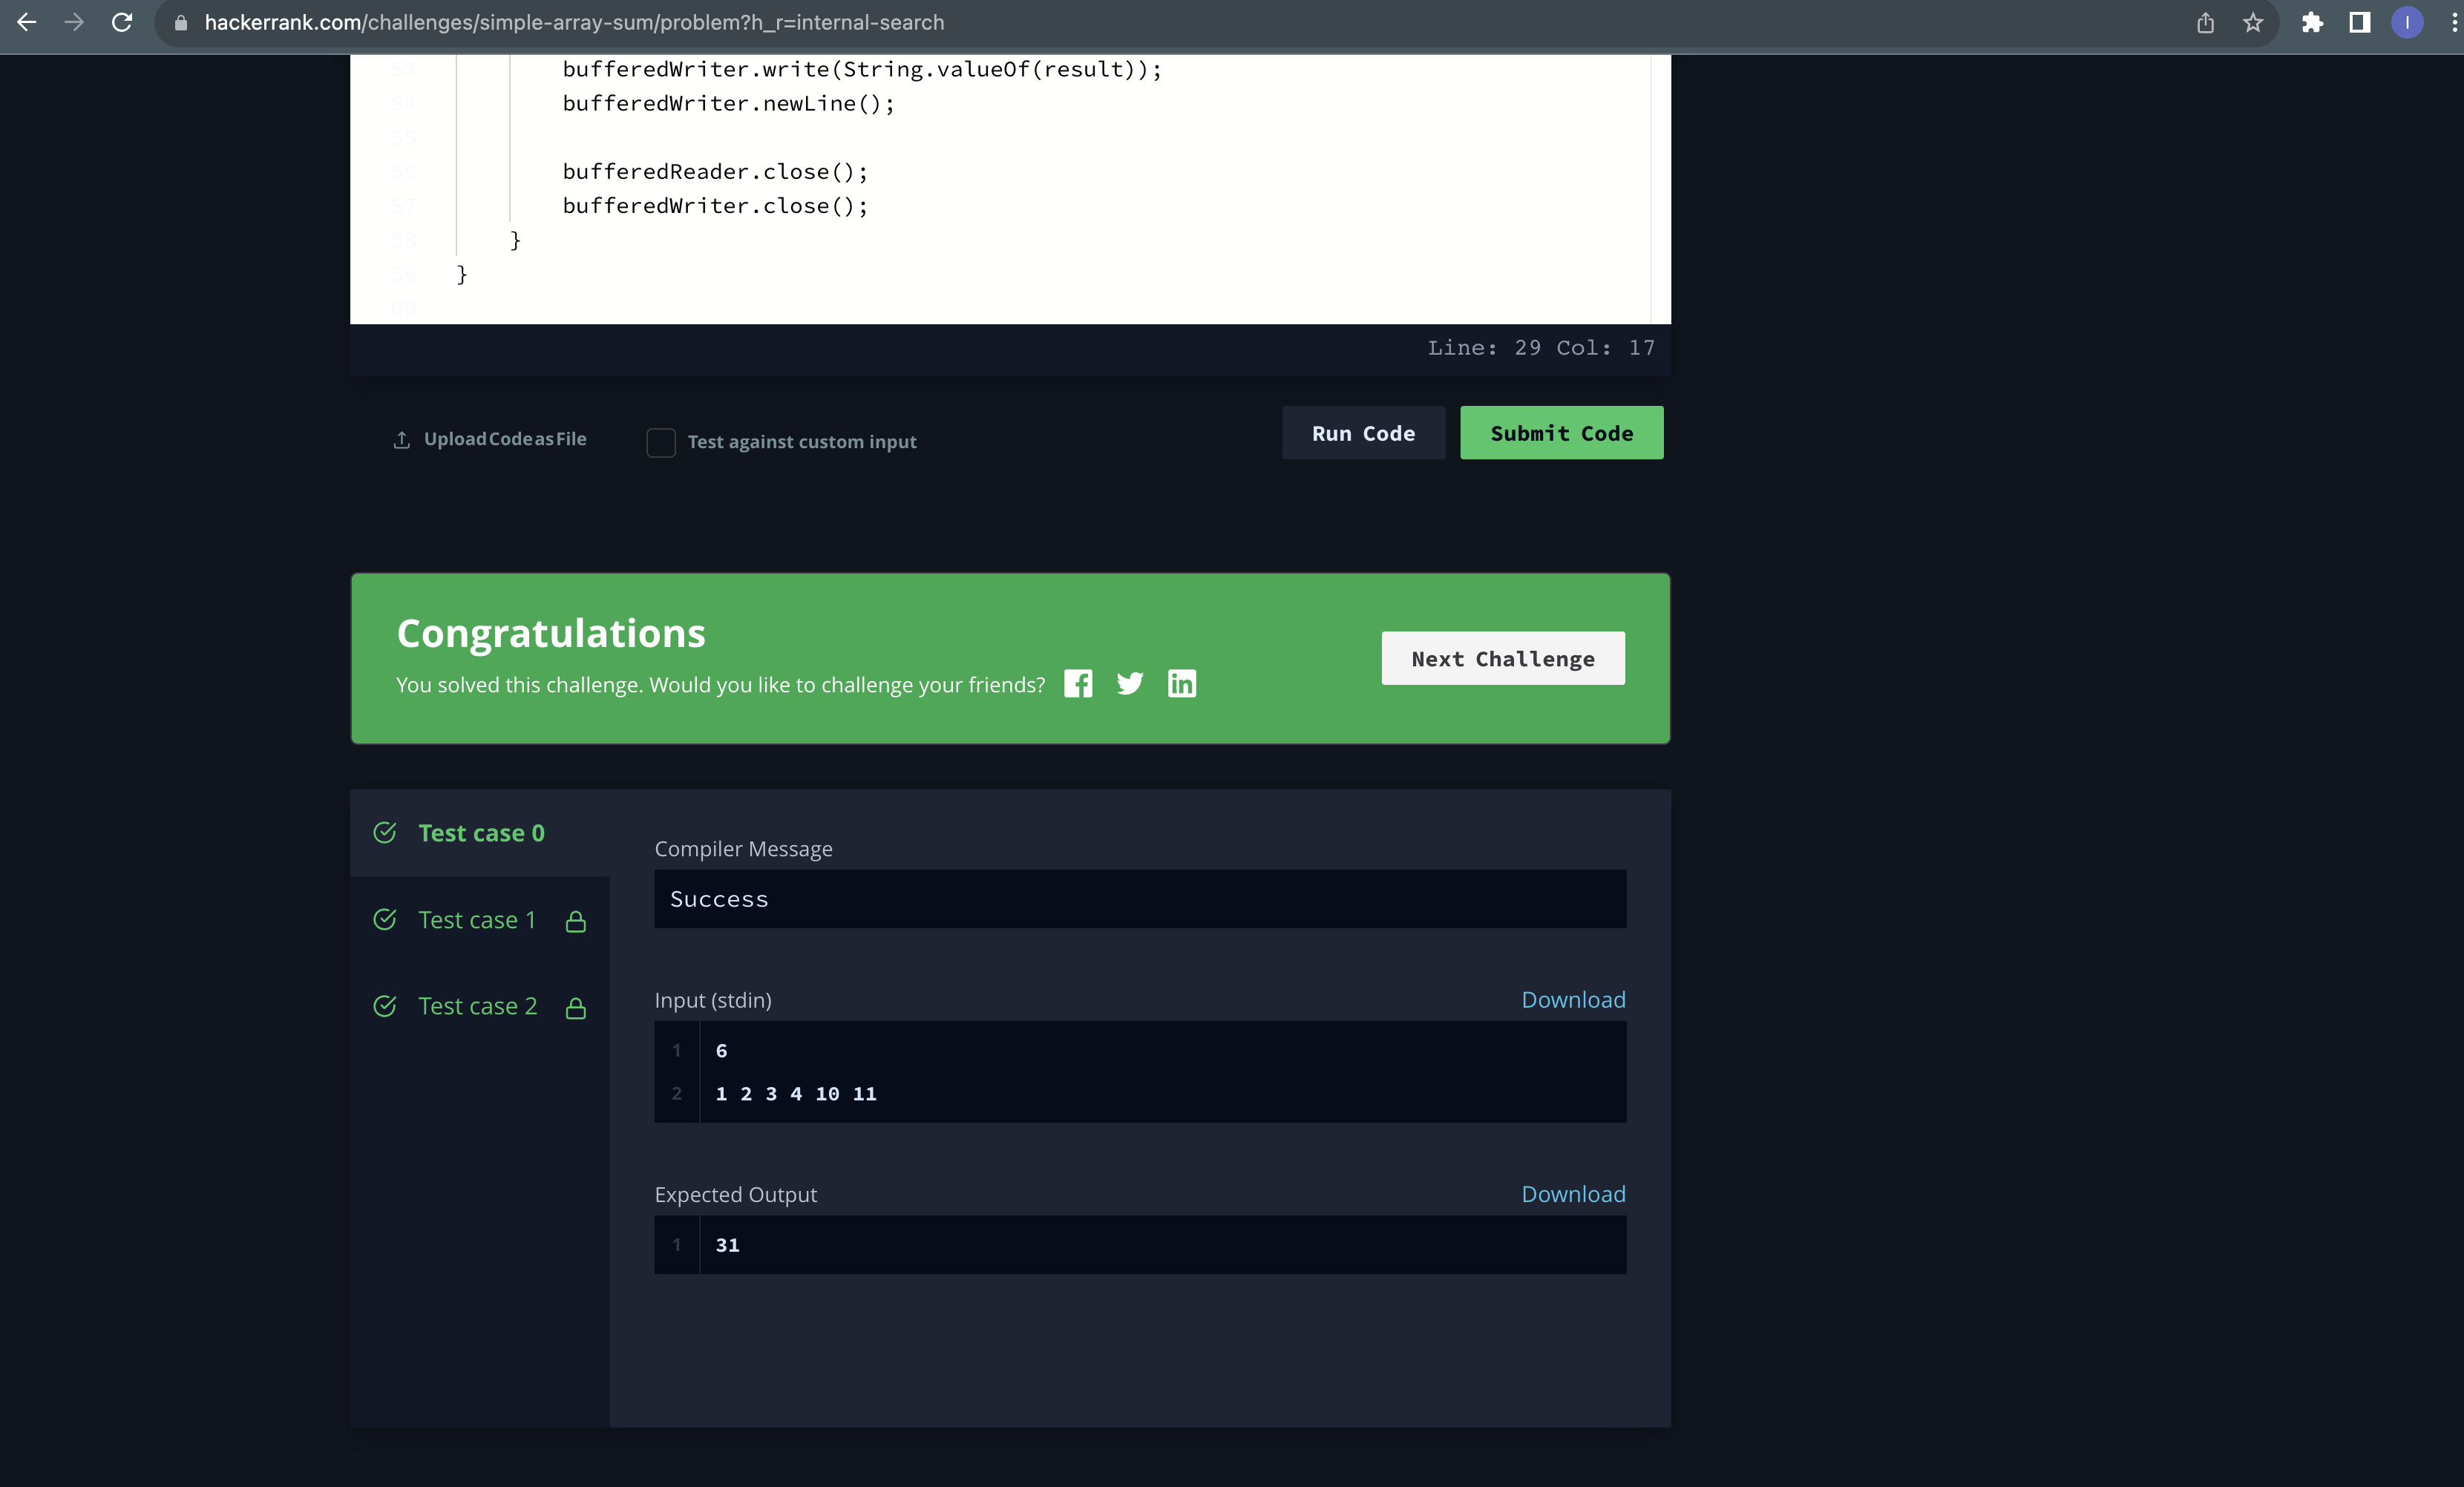 hackerrank.com/challenges/simple-array-sum/problem?h_r=internal-search
I
53 bufferedWriter.write(String.valueOf(result));
54 bufferedWriter.newLine();
55
56 bufferedReader.close();
57 bufferedWriter.close();
58 }
59 }
60
Line: 29 Col: 17
Upload Code as File
Test against custom input
Run Code
Submit Code
Congratulations
You solved this challenge. Would you like to challenge your friends?
Next Challenge
Test case 0
Test case 1
Test case 2
Compiler Message
Success
Input (stdin) Download
1 6
2 1 2 3 4 10 11
Expected Output Download
1 31